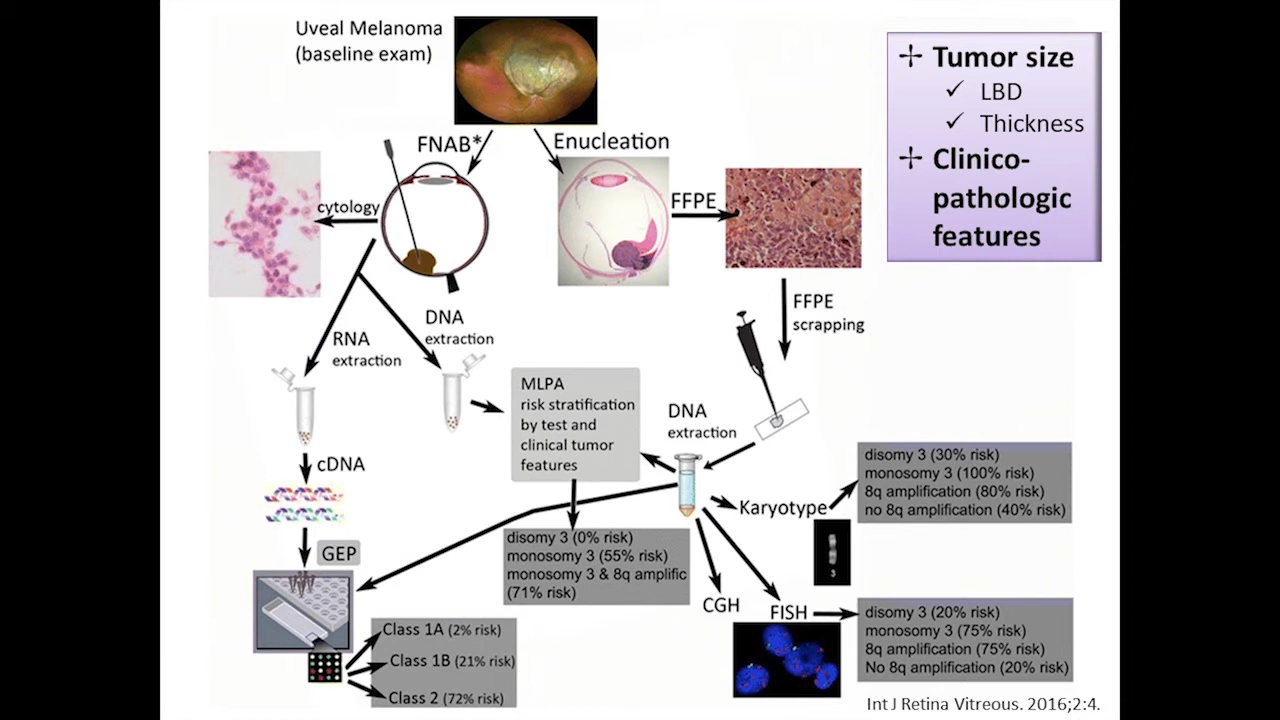 Uveal Melanoma
(baseline exam)
✢ Tumor size
✓ LBD
✓ Thickness
✢ Clinico-
pathologic
features
FNAB*
Enucleation
cytology
FFPE
FFPE
scrapping
RNA
extraction
DNA
extraction
MLPA
risk stratification
by test and
clinical tumor
features
DNA
extraction
cDNA
GEP
Karyotype
disomy 3 (30% risk)
monosomy 3 (100% risk)
8q amplification (80% risk)
no 8q amplification (40% risk)
3
disomy 3 (0% risk)
monosomy 3 (55% risk)
monosomy 3 & 8q amplific
(71% risk)
CGH
FISH
disomy 3 (20% risk)
monosomy 3 (75% risk)
8q amplification (75% risk)
No 8q amplification (20% risk)
Class 1A (2% risk)
Class 1B (21% risk)
Class 2 (72% risk)
Int J Retina Vitreous. 2016;2:4.